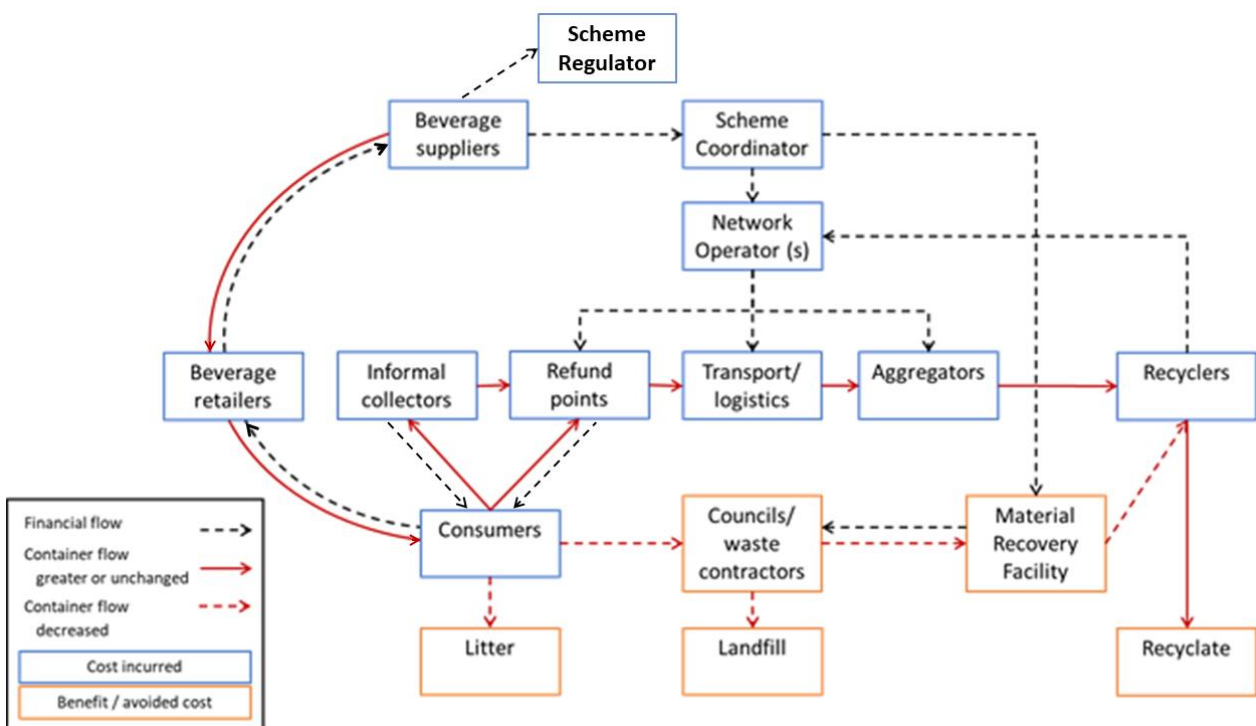 Scheme
Regulator
Beverage
suppliers
Scheme
Coordinator
Network
Operator (s)
Beverage
retailers
Informal
collectors
Refund
points
Transport/
logistics
Aggregators
Recyclers
Consumers
Councils/
waste
contractors
Material
Recovery
Facility
Litter
Landfill
Recyclate
Financial flow
Container flow
greater or unchanged
Container flow
decreased
Cost incurred
Benefit / avoided cost